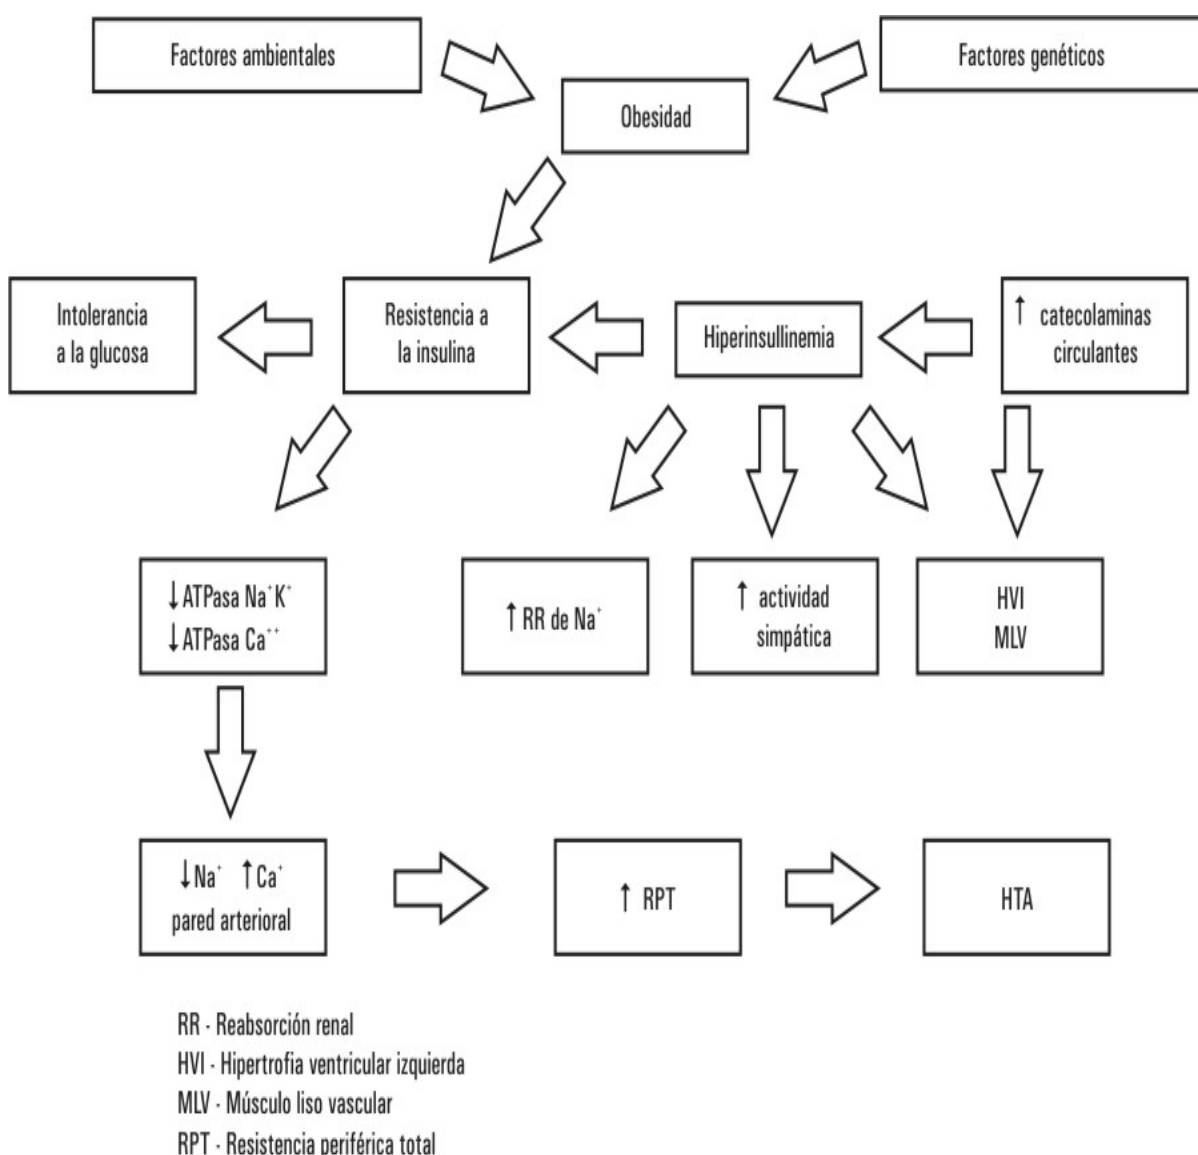 Factores ambientales
Factores genéticos
Obesidad
Intolerancia
a la glucosa
Resistencia a
la insulina
Hiperinsullinemia
↑ catecolaminas
circulantes
↓ATPasa Na⁺K⁺
↓ATPasa Ca⁺⁺
↑ RR de Na⁺
↑ actividad
simpática
HVI
MLV
↓Na⁺ ↑Ca⁺
pared arterioral
↑ RPT
HTA
RR - Reabsorción renal
HVI - Hipertrofia ventricular izquierda
MLV - Músculo liso vascular
RPT - Resistencia periférica total